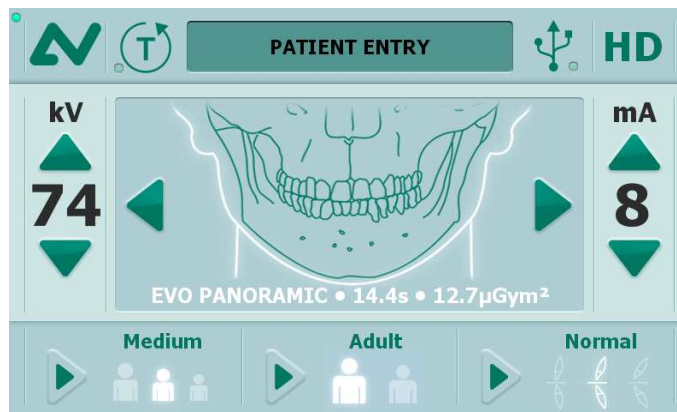 T
PATIENT ENTRY
HD
kV
74
mA
8
EVO PANORAMIC • 14.4s • 12.7µGym²
Medium
Adult
Normal